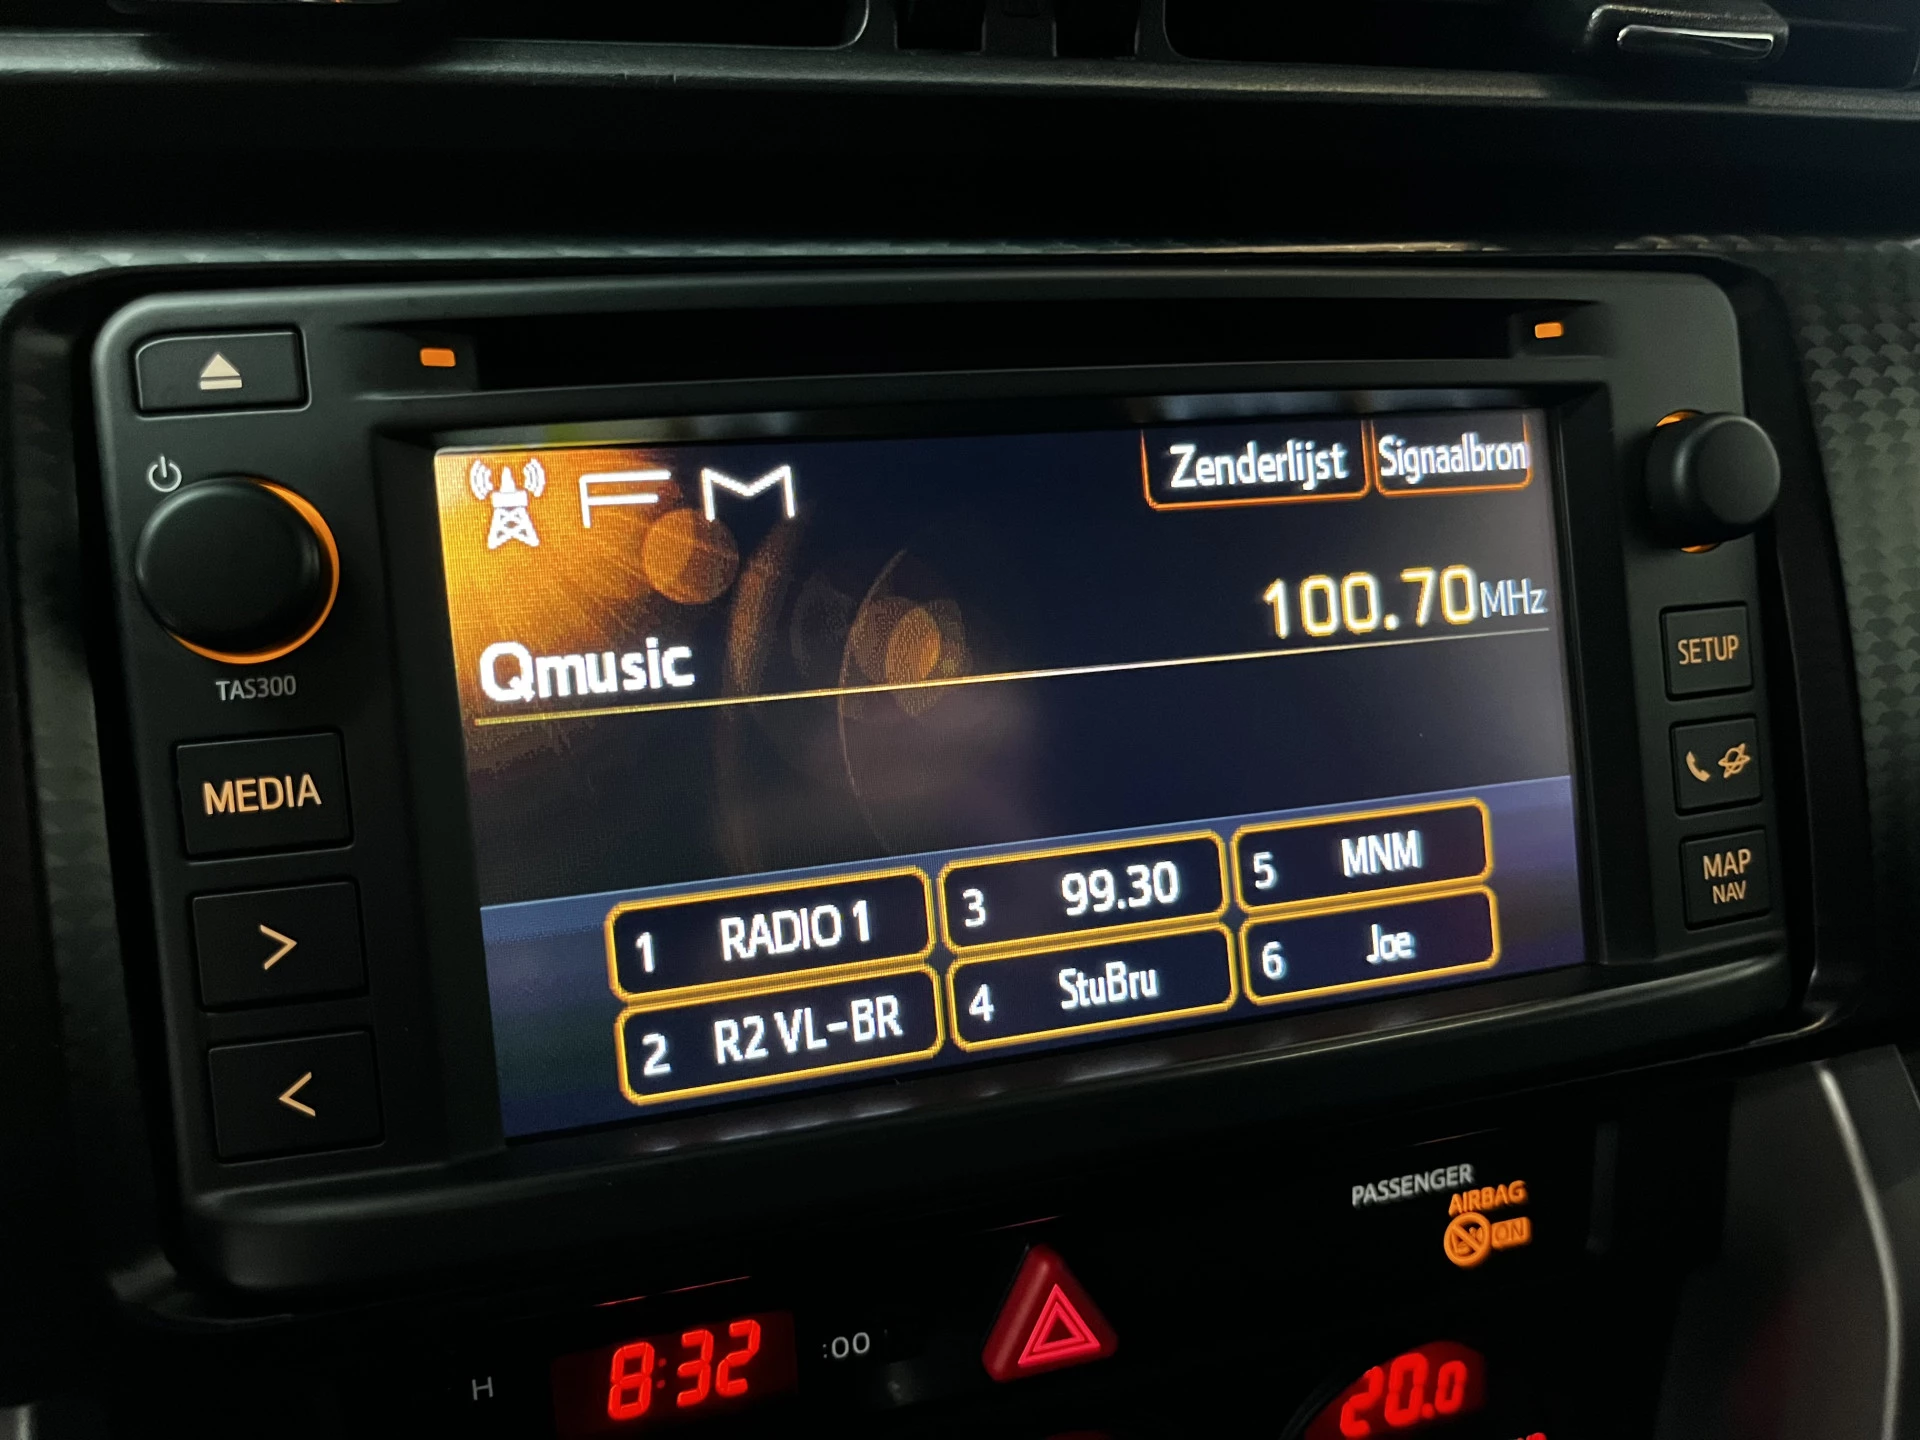 FM
Zenderlijst
Signaalbron
100.70MHz
Qmusic
TAS300
MEDIA
>
<
SETUP
MAP
NAV
1 RADIO 1
3 99.30
5 MNM
2 R2 VL-BR
4 StuBru
6 Joe
PASSENGER
AIRBAG
ON
H
8:32
:00
20.0